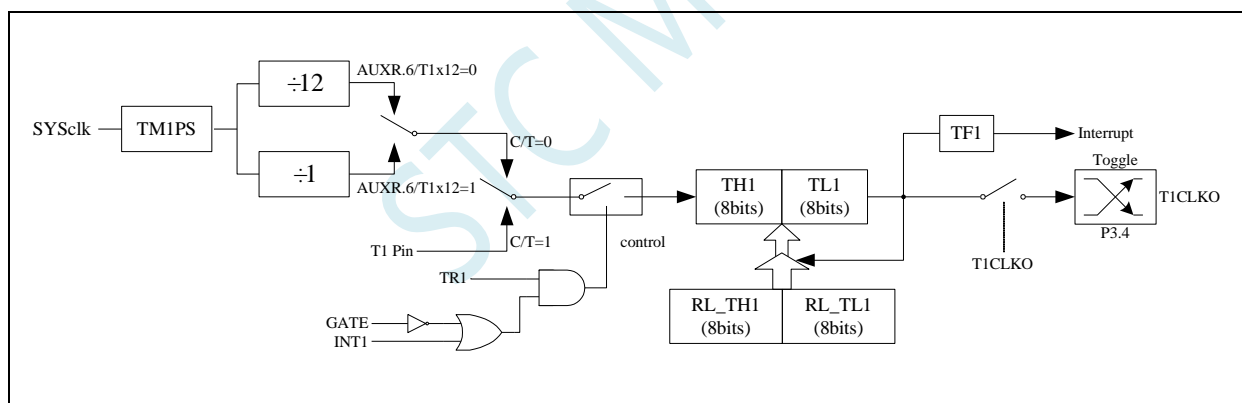 STC M
AUXR.6/T1x12=0
÷12
SYSclk
TM1PS
÷1
AUXR.6/T1x12=1
C/T=0
C/T=1
T1 Pin
control
TR1
GATE
INT1
TH1
(8bits)
TL1
(8bits)
RL_TH1
(8bits)
RL_TL1
(8bits)
TF1
Interrupt
Toggle
T1CLKO
P3.4
T1CLKO